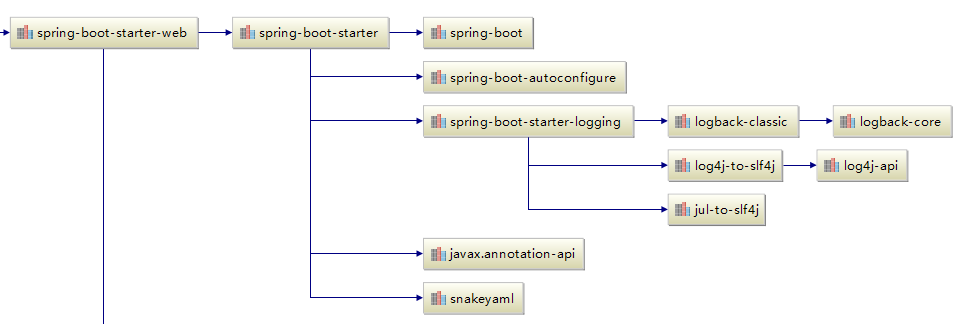 spring-boot-starter-web
spring-boot-starter
spring-boot
spring-boot-autoconfigure
spring-boot-starter-logging
logback-classic
logback-core
log4j-to-slf4j
log4j-api
jul-to-slf4j
javax.annotation-api
snakeyaml